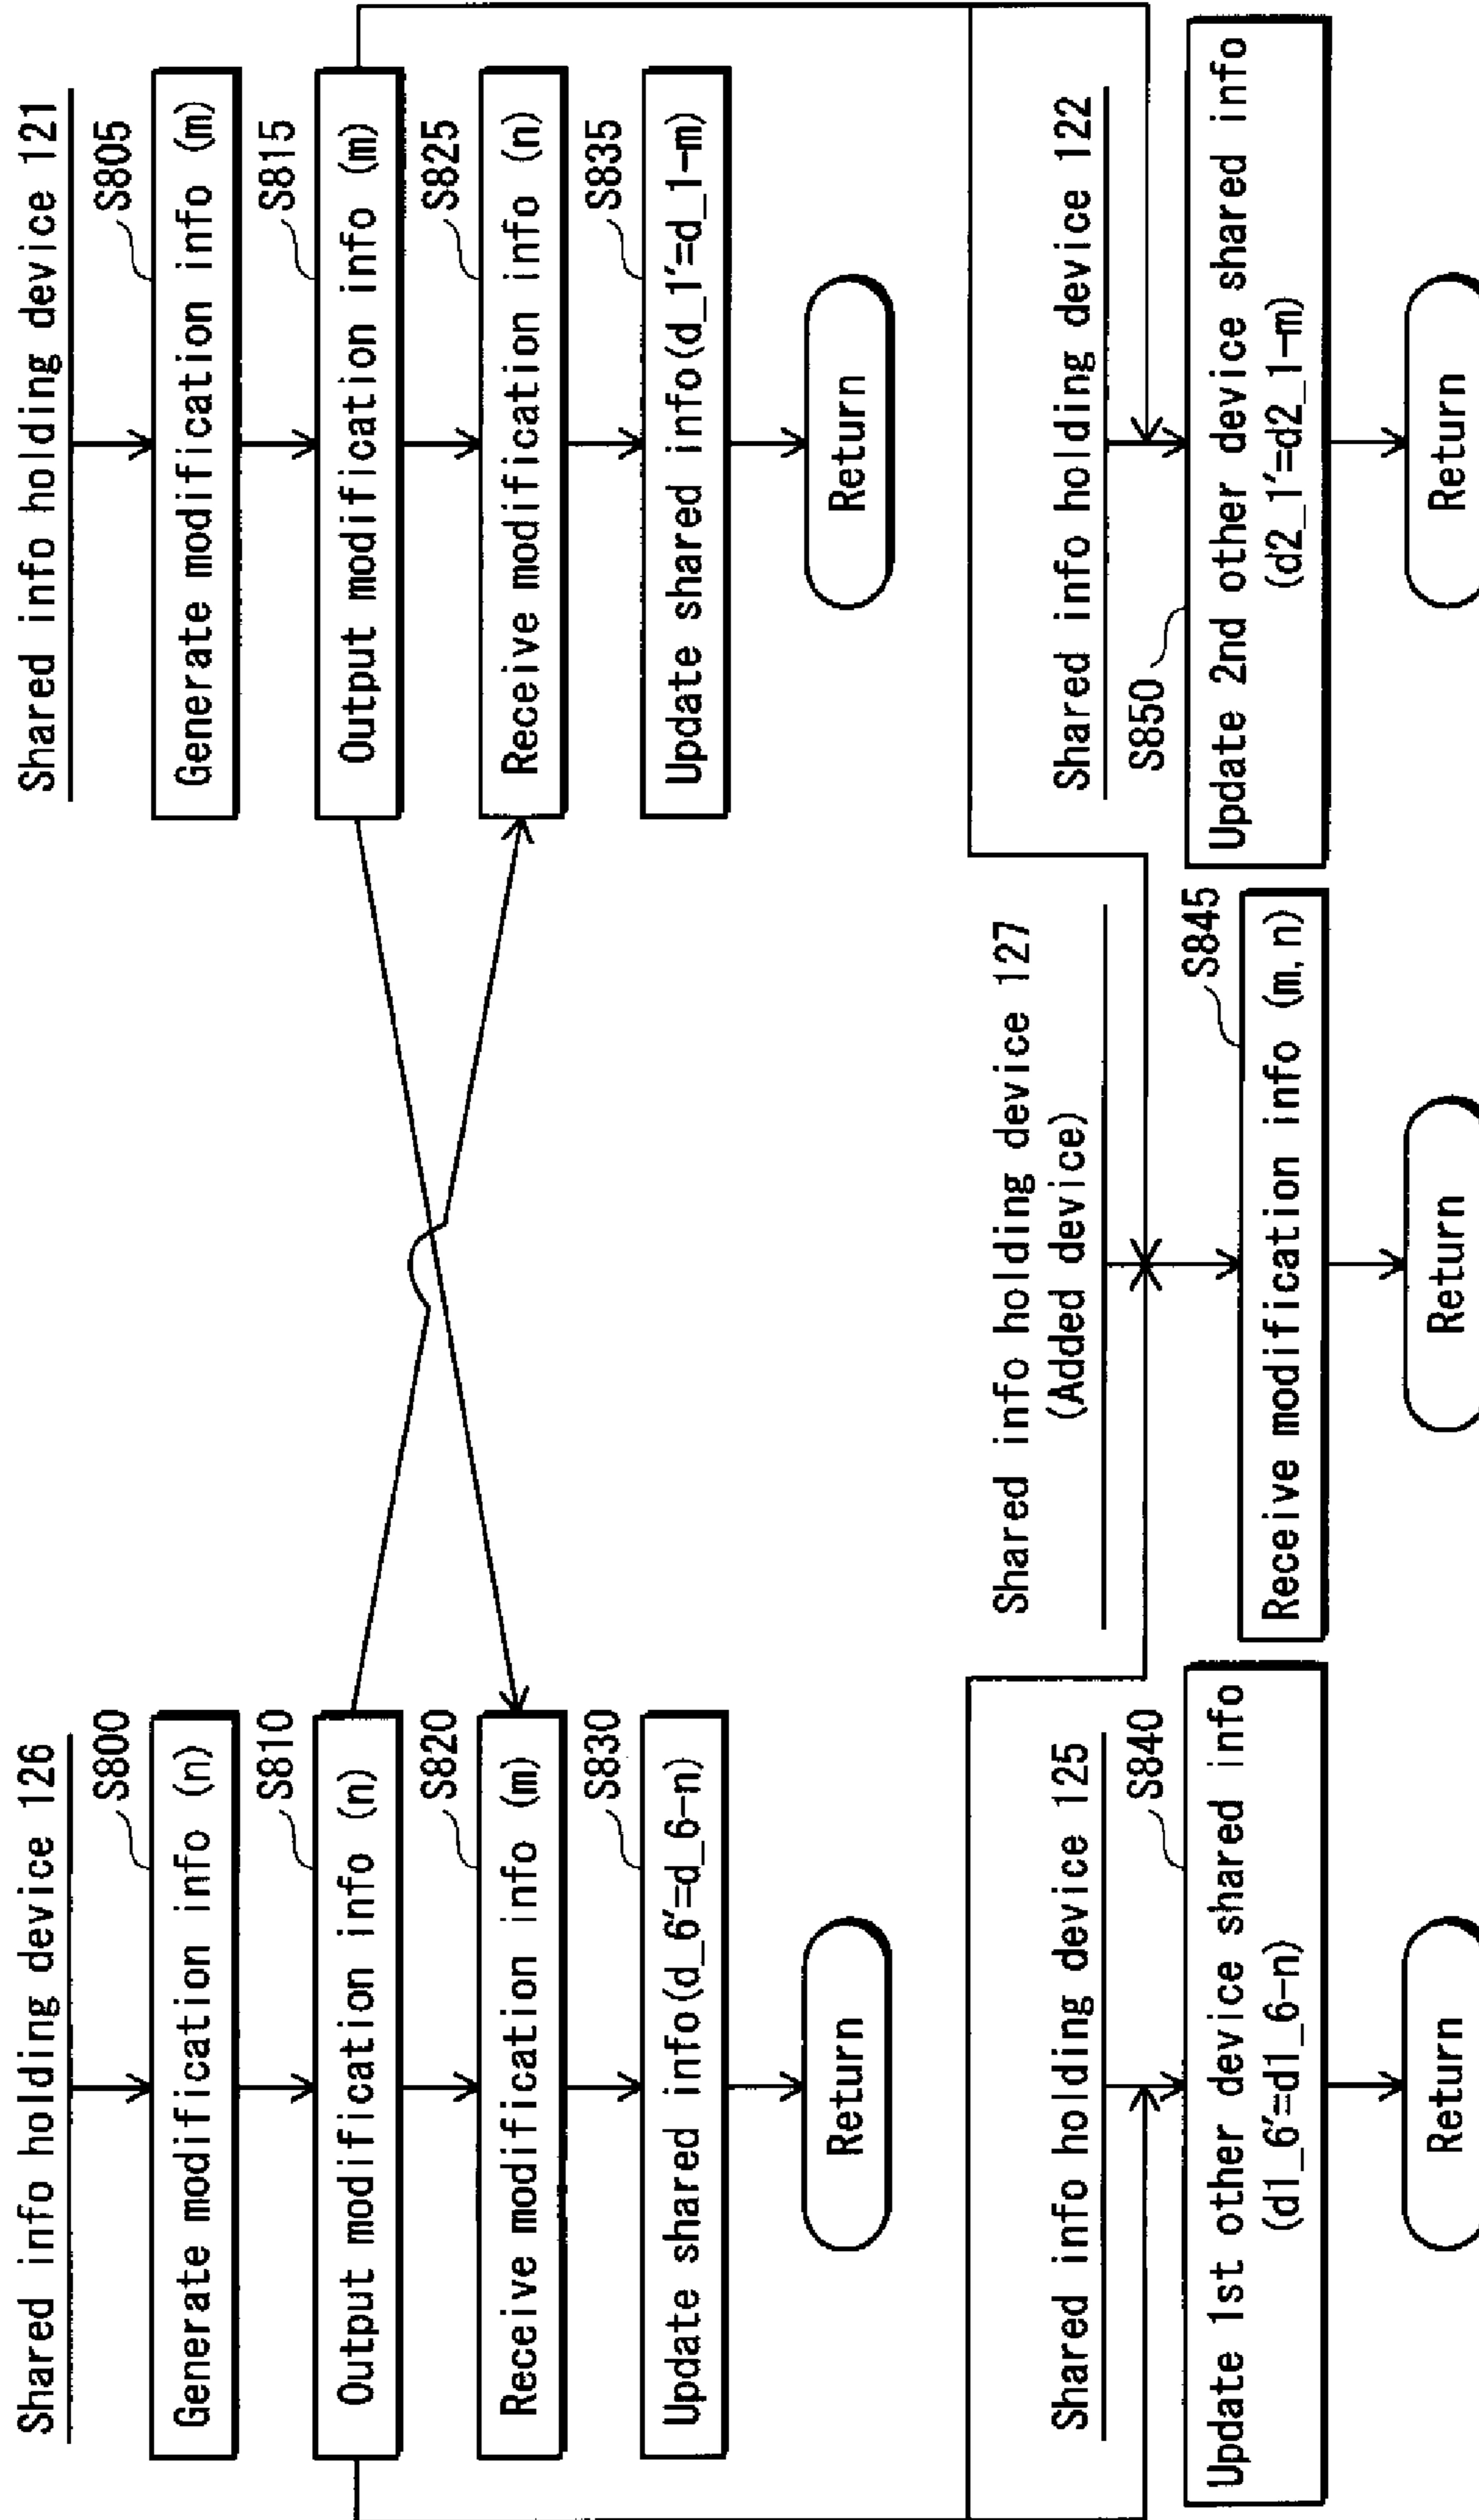 Shared info holding device 126
S800
Generate modification info (n)
S810
Output modification info (n)
S820
Receive modification info (m)
S830
Update shared info(d_6'=d_6-n)
Return
Shared info holding device 121
S805
Generate modification info (m)
S815
Output modification info (m)
S825
Receive modification info (n)
S835
Update shared info(d_1'=d_1-m)
Return
Shared info holding device 125
S840
Update 1st other device shared info
(d1_6'=d1_6-n)
Return
Shared info holding device 127
(Added device)
S845
Receive modification info (m,n)
Return
Shared info holding device 122
S850
Update 2nd other device shared info
(d2_1'=d2_1-m)
Return